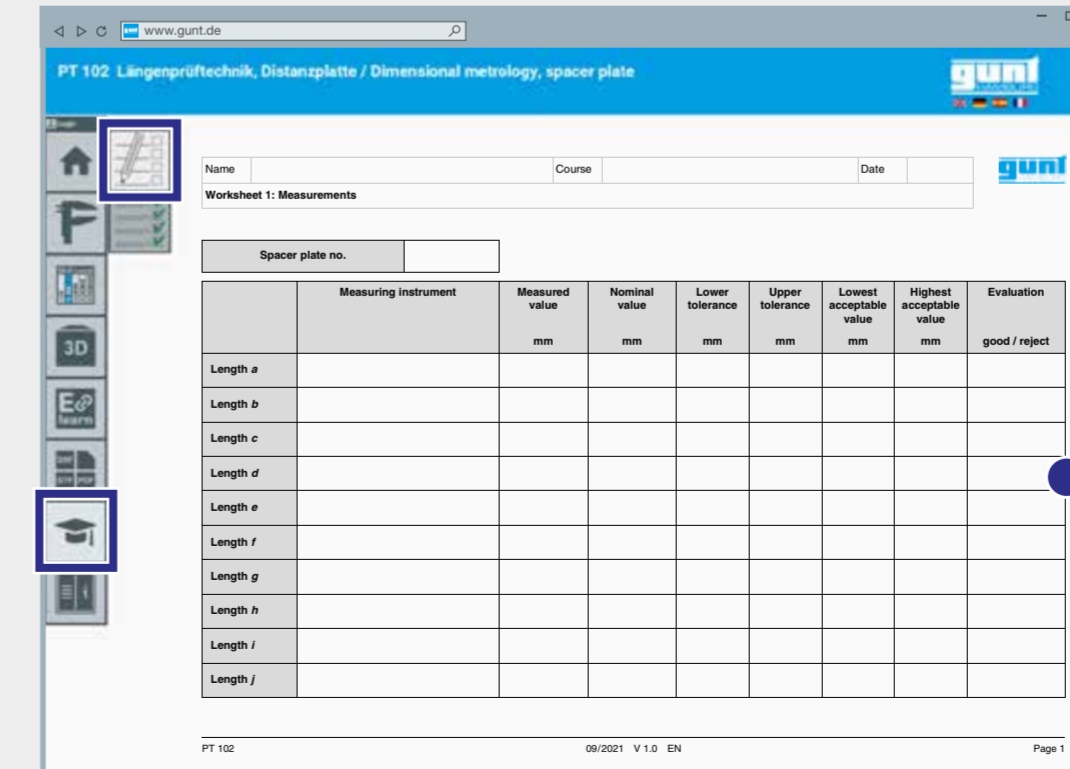 www.gunt.de
PT 102 Längenprüftechnik, Distanzplatte / Dimensional metrology, spacer plate
gunt
Name Course Date
gunt
Worksheet 1: Measurements
Spacer plate no.
Measuring instrument Measured value mm Nominal value mm Lower tolerance mm Upper tolerance mm Lowest acceptable value mm Highest acceptable value mm Evaluation good / reject
Length a
Length b
Length c
Length d
Length e
Length f
Length g
Length h
Length i
Length j
3D
E
learn
PT 102 09/2021 V 1.0 EN Page 1